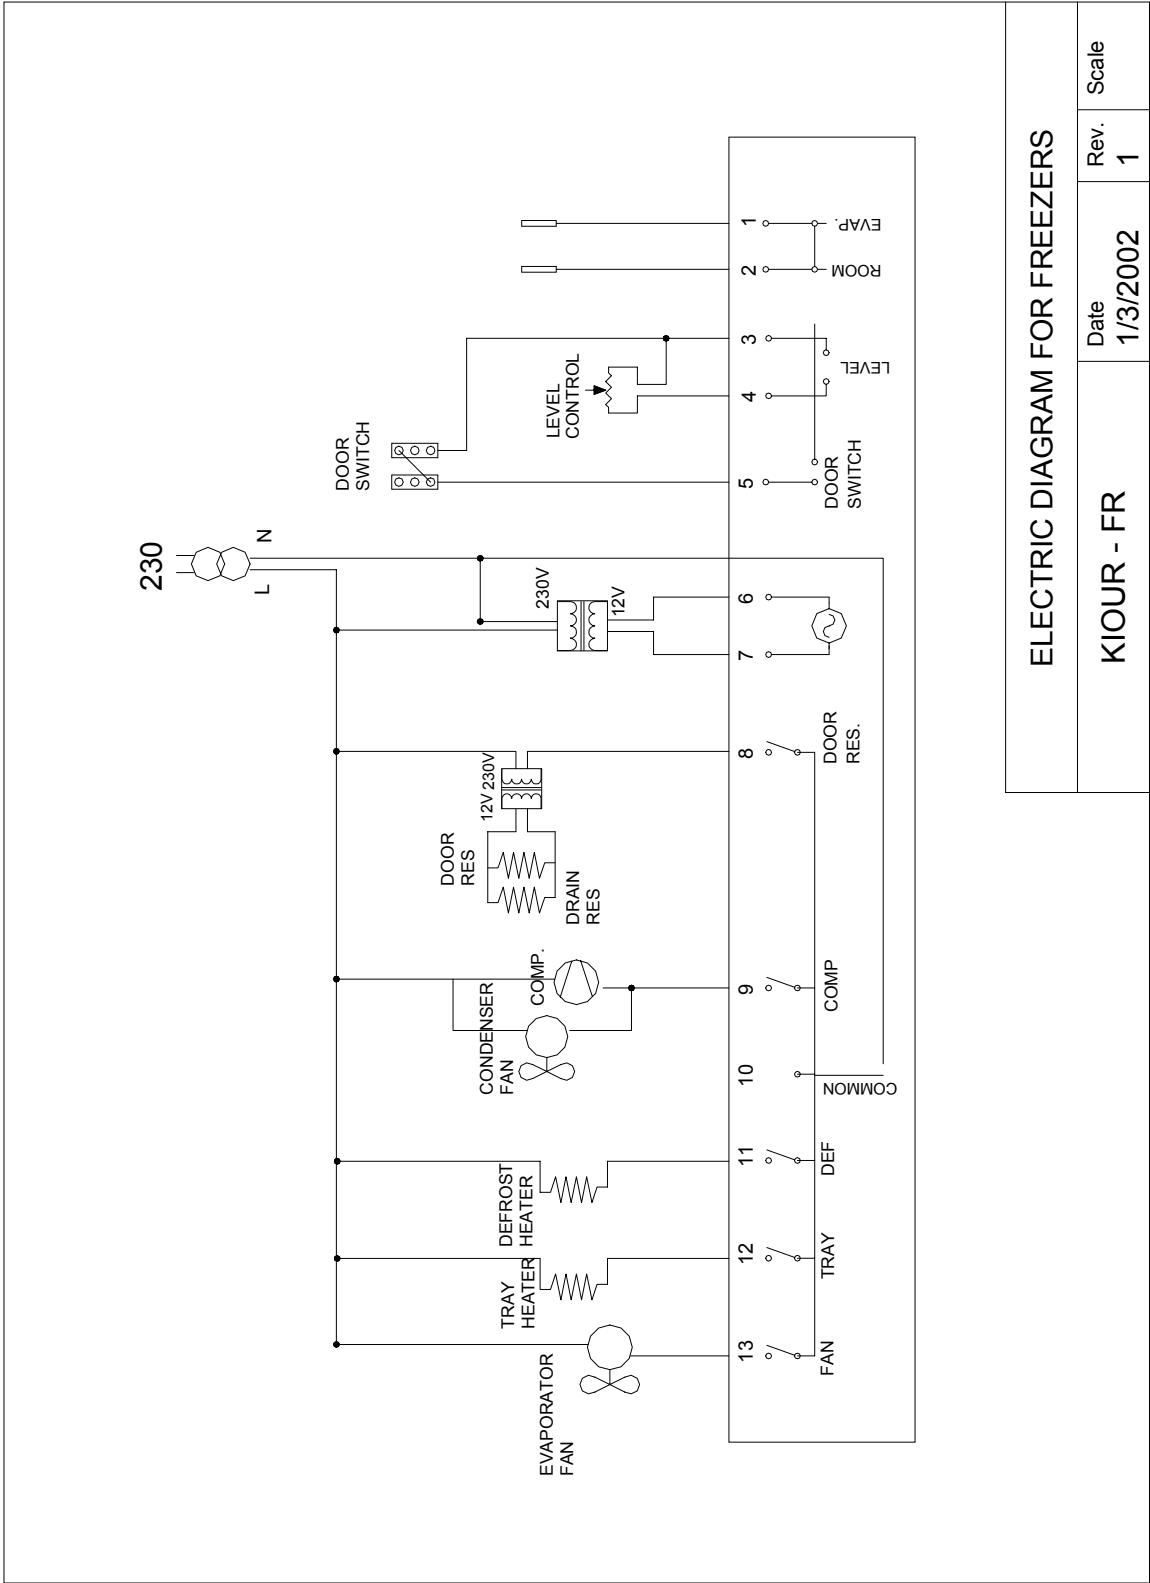 230
L
N
DOOR
SWITCH
LEVEL
CONTROL
230V
12V
12V 230V
DOOR
RES
DRAIN
RES
COMP.
CONDENSER
FAN
DEFROST
HEATER
TRAY
HEATER
EVAPORATOR
FAN
13
12
11
10
9
8
7
6
5
4
3
2
1
FAN
TRAY
DEF
COMMON
COMP
DOOR
RES.
DOOR
SWITCH
LEVEL
ROOM
EVAP.
ELECTRIC DIAGRAM FOR FREEZERS
KIOUR - FR
Date
1/3/2002
Rev.
1
Scale